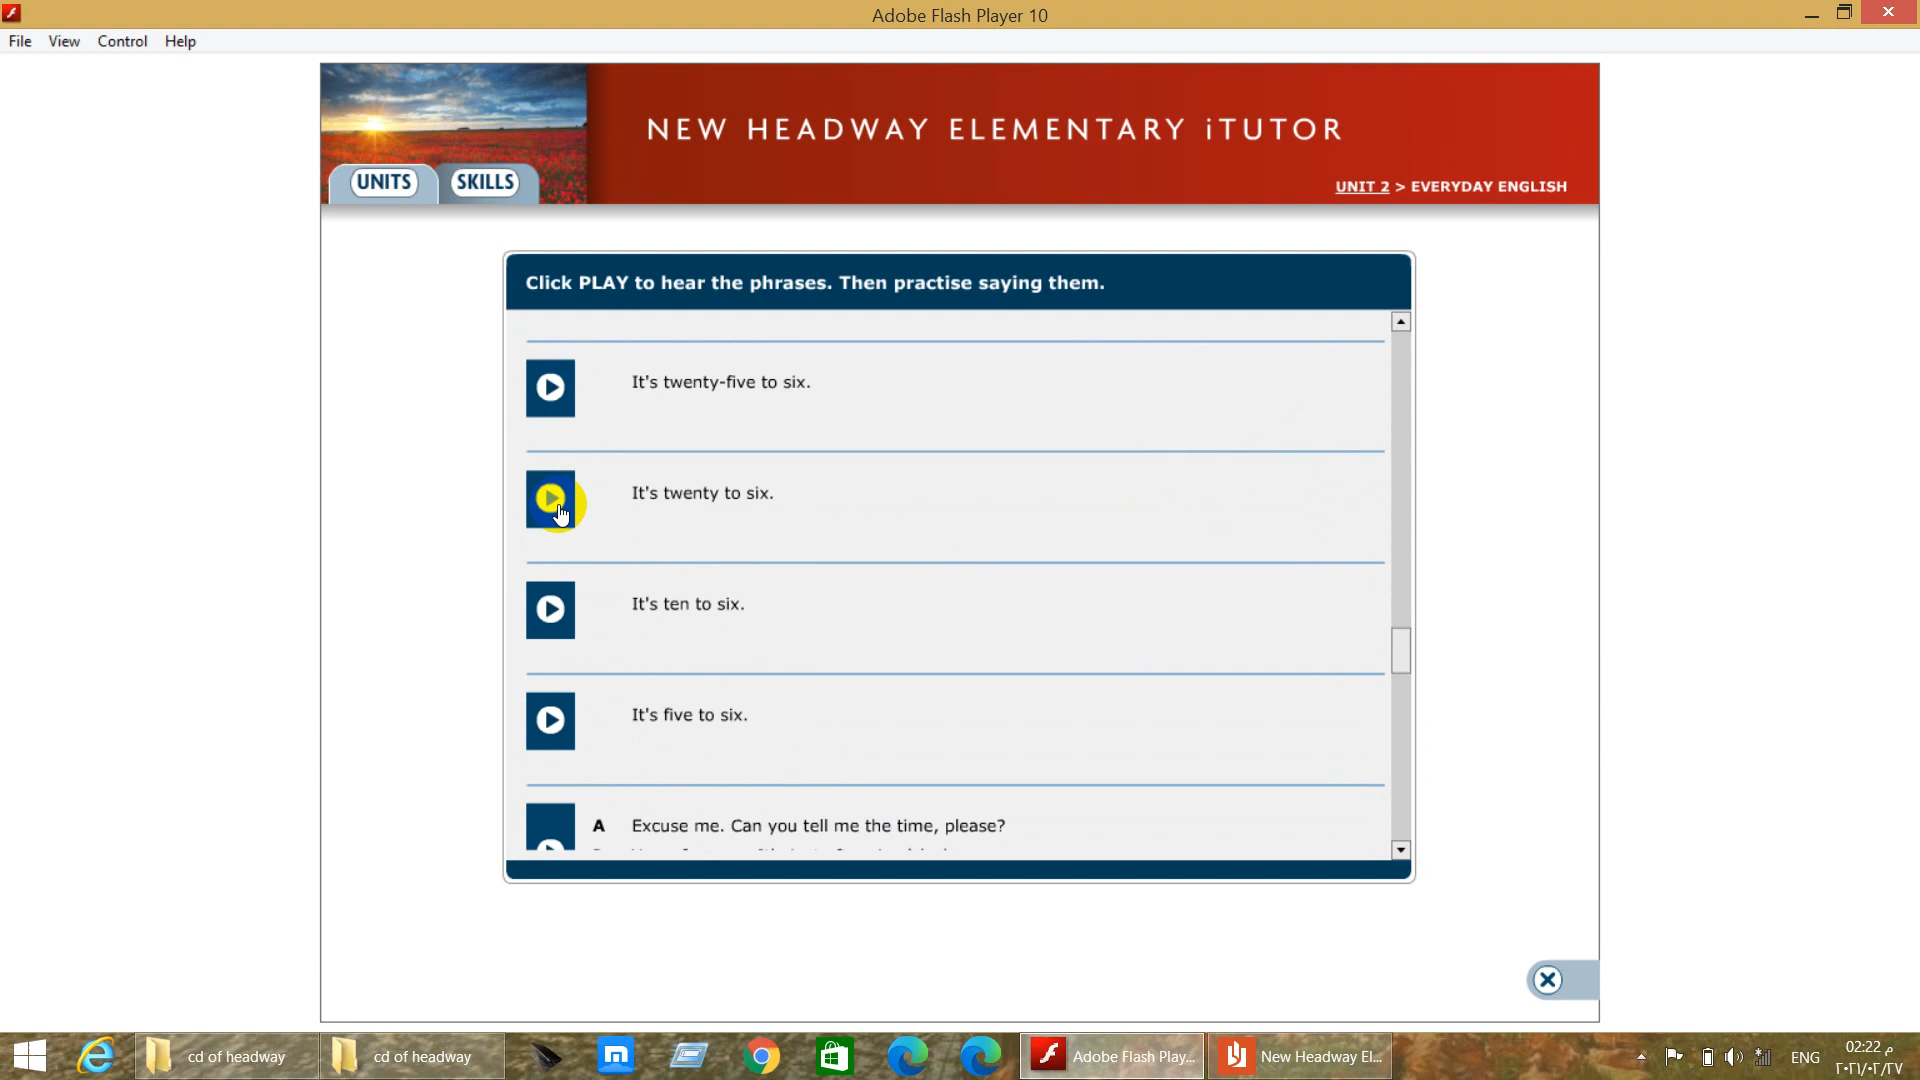 Adobe Flash Player 10
File View Control Help
NEW HEADWAY ELEMENTARY iTUTOR
UNITS SKILLS
UNIT 2 > EVERYDAY ENGLISH
Click PLAY to hear the phrases. Then practise saying them.
It's twenty-five to six.
It's twenty to six.
It's ten to six.
It's five to six.
A Excuse me. Can you tell me the time, please?
cd of headway cd of headway Adobe Flash Play... New Headway El... ENG 02:22 م
٢٠٢١/٠٢/٢٧